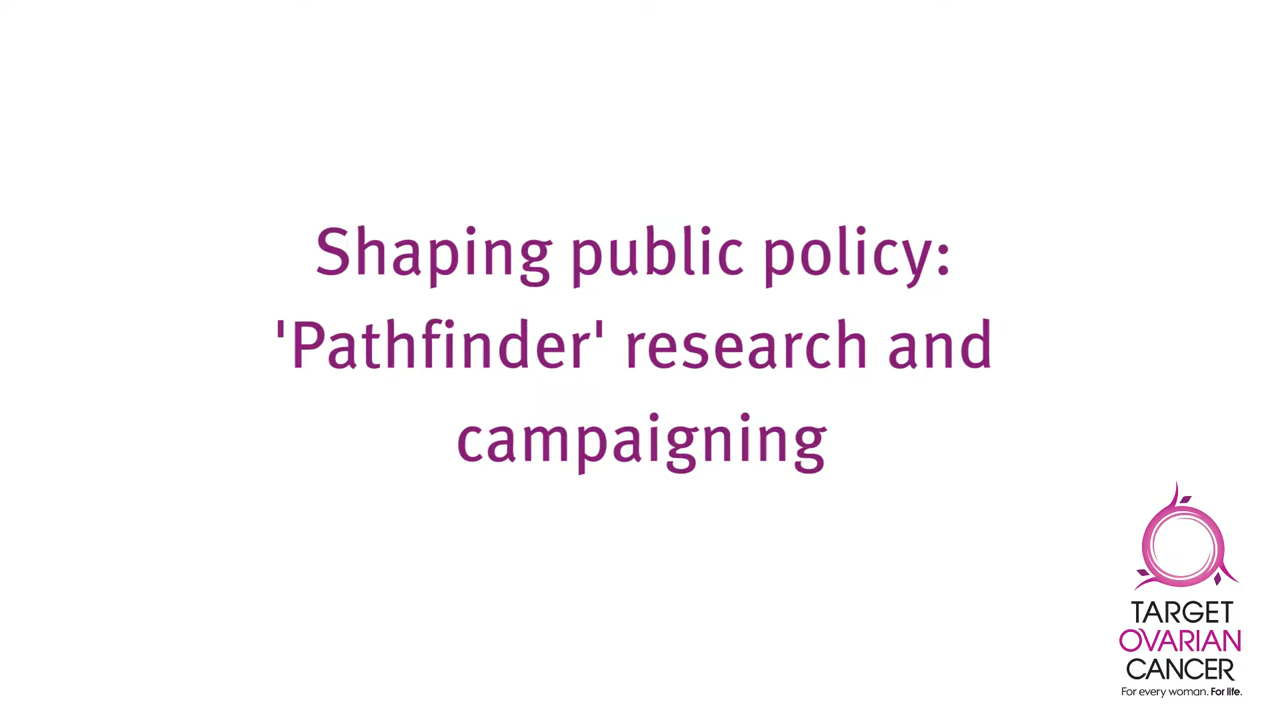 Shaping public policy:
'Pathfinder' research and
campaigning
TARGET
OVARIAN
CANCER
For every woman. For life.